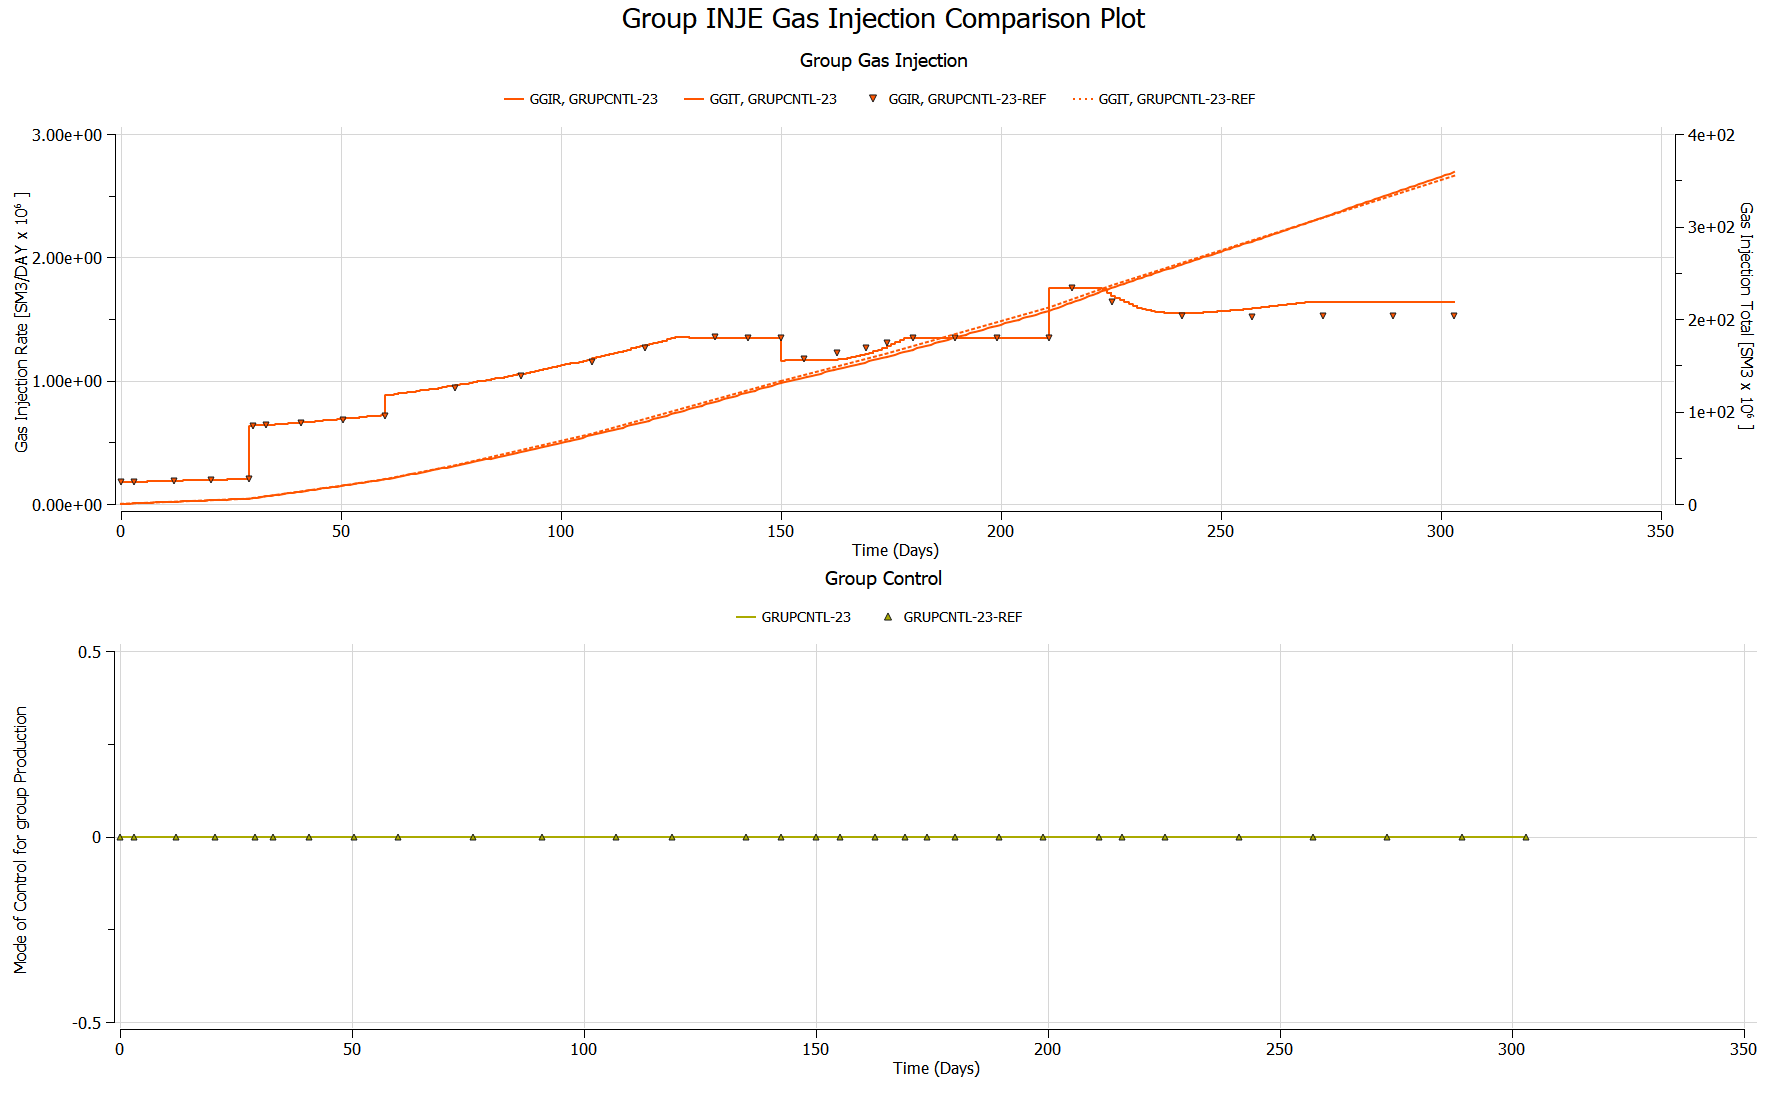 Group INJE Gas Injection Comparison Plot
Group Gas Injection
GGIR, GRUPCNTL-23 GGIT, GRUPCNTL-23 GGIR, GRUPCNTL-23-REF GGIT, GRUPCNTL-23-REF
Gas Injection Rate [SM3/DAY x 10⁶ ]
3.00e+00
2.00e+00
1.00e+00
0.00e+00
4e+02
3e+02
2e+02
1e+02
0
Gas Injection Total [SM3 x 10⁶ ]
0 50 100 150 200 250 300 350
Time (Days)
Group Control
GRUPCNTL-23 GRUPCNTL-23-REF
Mode of Control for group Production
0.5
0
-0.5
0 50 100 150 200 250 300 350
Time (Days)